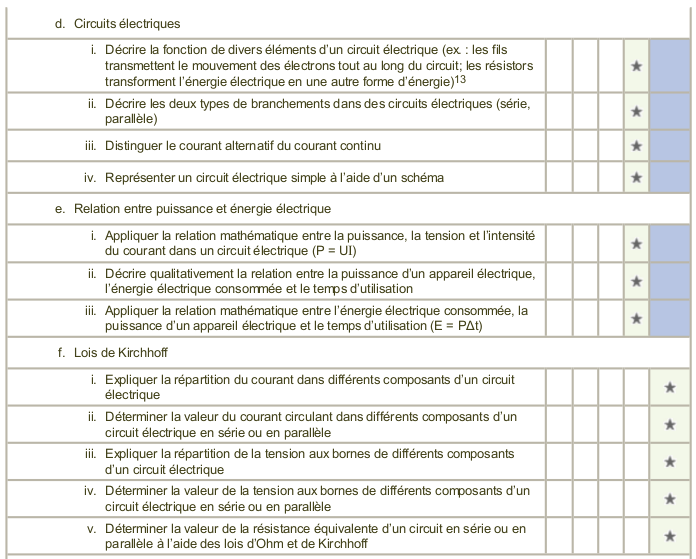 d. Circuits électriques
i. Décrire la fonction de divers éléments d'un circuit électrique (ex. : les fils
transmettent le mouvement des électrons tout au long du circuit; les résistors
transforment l'énergie électrique en une autre forme d'énergie)13
★
ii. Décrire les deux types de branchements dans des circuits électriques (série,
parallèle)
★
iii. Distinguer le courant alternatif du courant continu
★
iv. Représenter un circuit électrique simple à l'aide d'un schéma
★
e. Relation entre puissance et énergie électrique
i. Appliquer la relation mathématique entre la puissance, la tension et l'intensité
du courant dans un circuit électrique (P = UI)
★
ii. Décrire qualitativement la relation entre la puissance d'un appareil électrique,
l'énergie électrique consommée et le temps d'utilisation
★
iii. Appliquer la relation mathématique entre l'énergie électrique consommée, la
puissance d'un appareil électrique et le temps d'utilisation (E = PΔt)
★
f. Lois de Kirchhoff
i. Expliquer la répartition du courant dans différents composants d'un circuit
électrique
★
ii. Déterminer la valeur du courant circulant dans différents composants d'un
circuit électrique en série ou en parallèle
★
iii. Expliquer la répartition de la tension aux bornes de différents composants
d'un circuit électrique
★
iv. Déterminer la valeur de la tension aux bornes de différents composants d'un
circuit électrique en série ou en parallèle
★
v. Déterminer la valeur de la résistance équivalente d'un circuit en série ou en
parallèle à l'aide des lois d'Ohm et de Kirchhoff
★